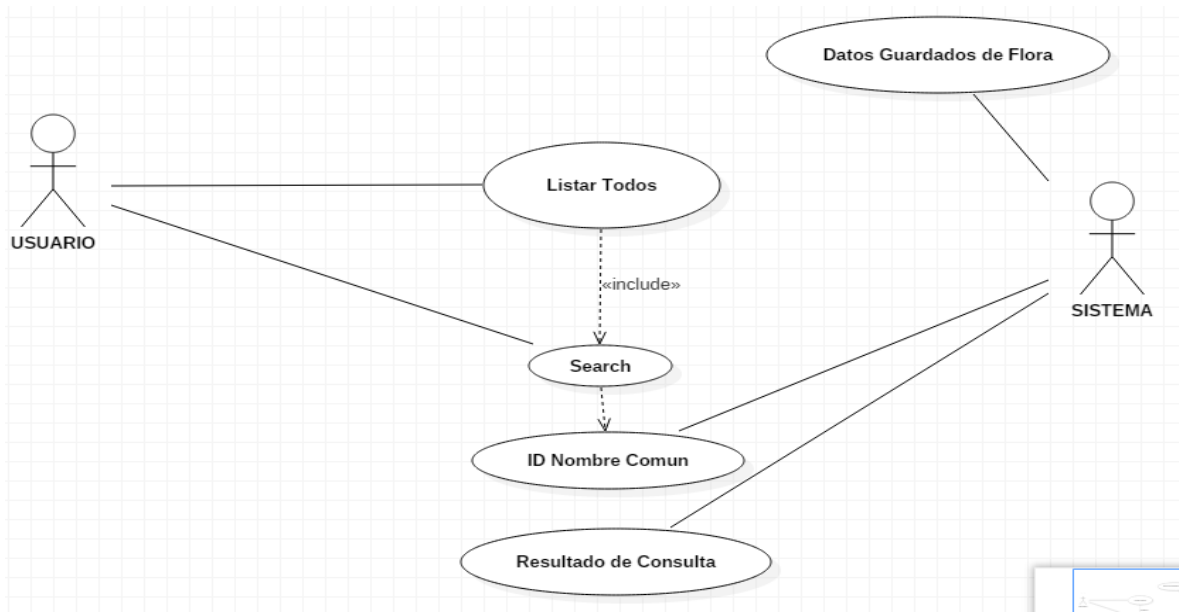 Datos Guardados de Flora
Listar Todos
USUARIO
«include»
SISTEMA
Search
ID Nombre Comun
Resultado de Consulta